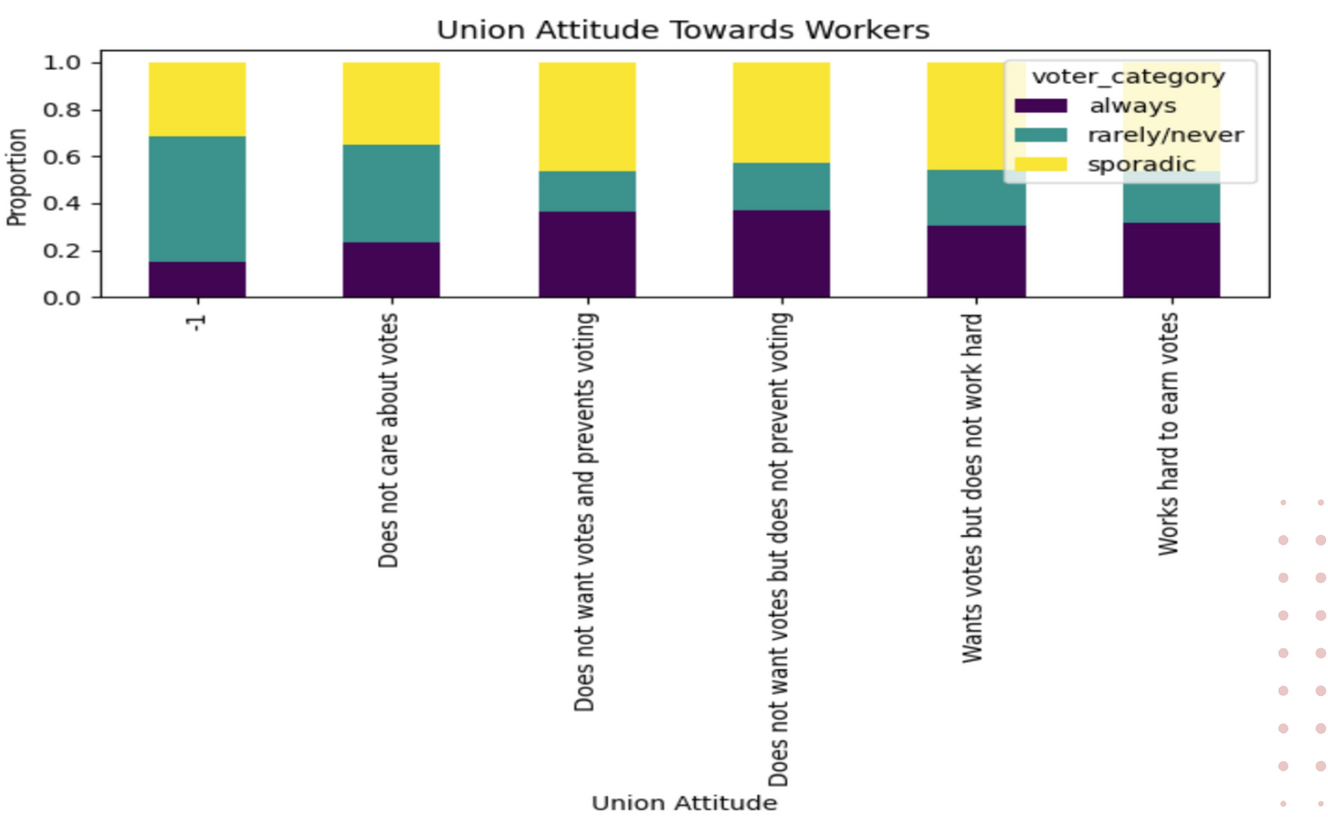 Union Attitude Towards Workers
voter_category
always
rarely/never
sporadic
Proportion
1.0
0.8
0.6
0.4
0.2
0.0
-1
Does not care about votes
Does not want votes and prevents voting
Does not want votes but does not prevent voting
Wants votes but does not work hard
Works hard to earn votes
Union Attitude